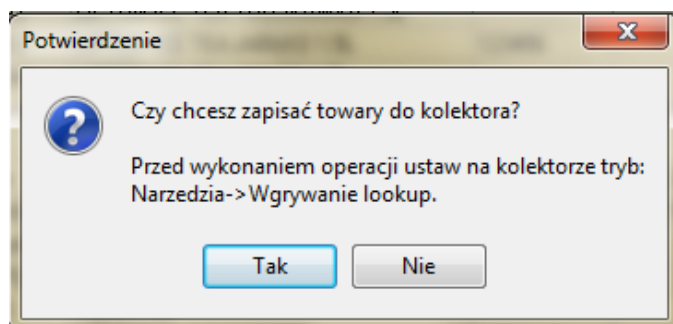 Potwierdzenie
Czy chcesz zapisać towary do kolektora?
Przed wykonaniem operacji ustaw na kolektorze tryb:
Narzedzia->Wgrywanie lookup.
Tak
Nie